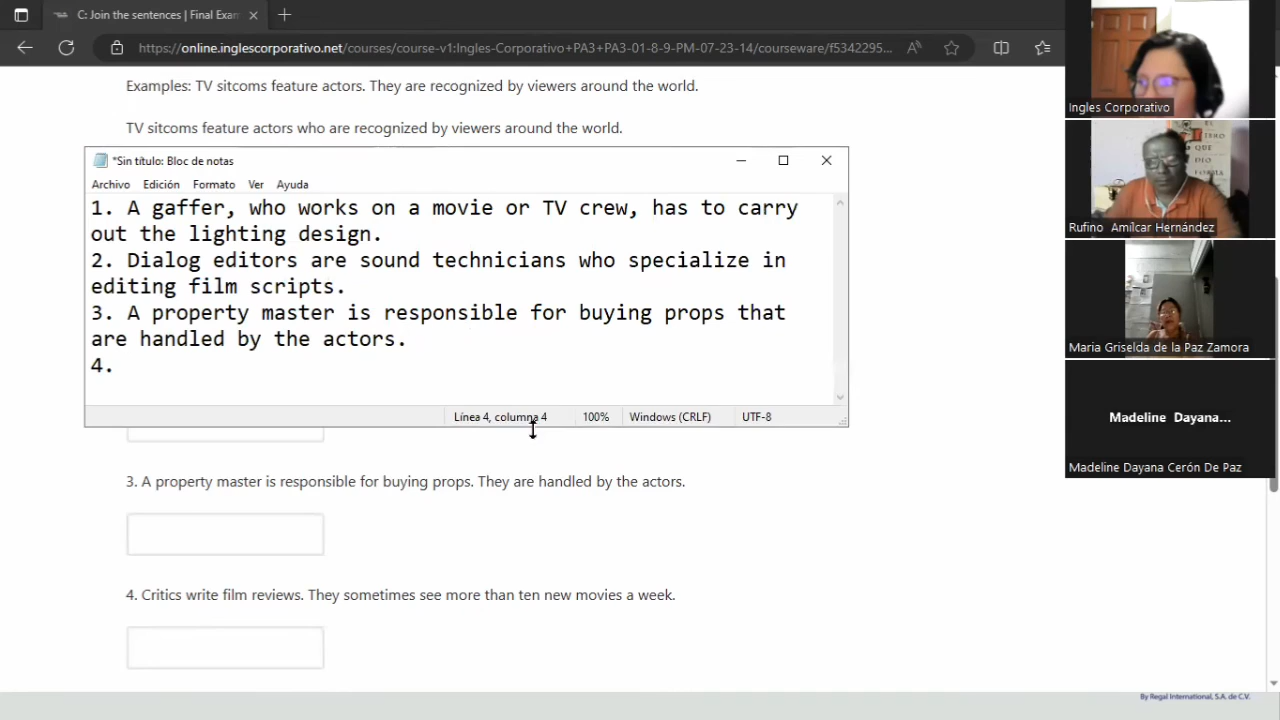 C: Join the sentences | Final Exar
https://online.inglescorporativo.net/courses/course-v1:Ingles-Corporativo+PA3+PA3-01-8-9-PM-07-23-14/courseware/f5342295...
Examples: TV sitcoms feature actors. They are recognized by viewers around the world.
TV sitcoms feature actors who are recognized by viewers around the world.
*Sin título: Bloc de notas
Archivo Edición Formato Ver Ayuda
1. A gaffer, who works on a movie or TV crew, has to carry
out the lighting design.
2. Dialog editors are sound technicians who specialize in
editing film scripts.
3. A property master is responsible for buying props that
are handled by the actors.
4.
Línea 4, columna 4 100% Windows (CRLF) UTF-8
3. A property master is responsible for buying props. They are handled by the actors.
4. Critics write film reviews. They sometimes see more than ten new movies a week.
By Regal International, S.A. de C.V.
Ingles Corporativo
Rufino Amílcar Hernández
Maria Griselda de la Paz Zamora
Madeline Dayana...
Madeline Dayana Cerón De Paz